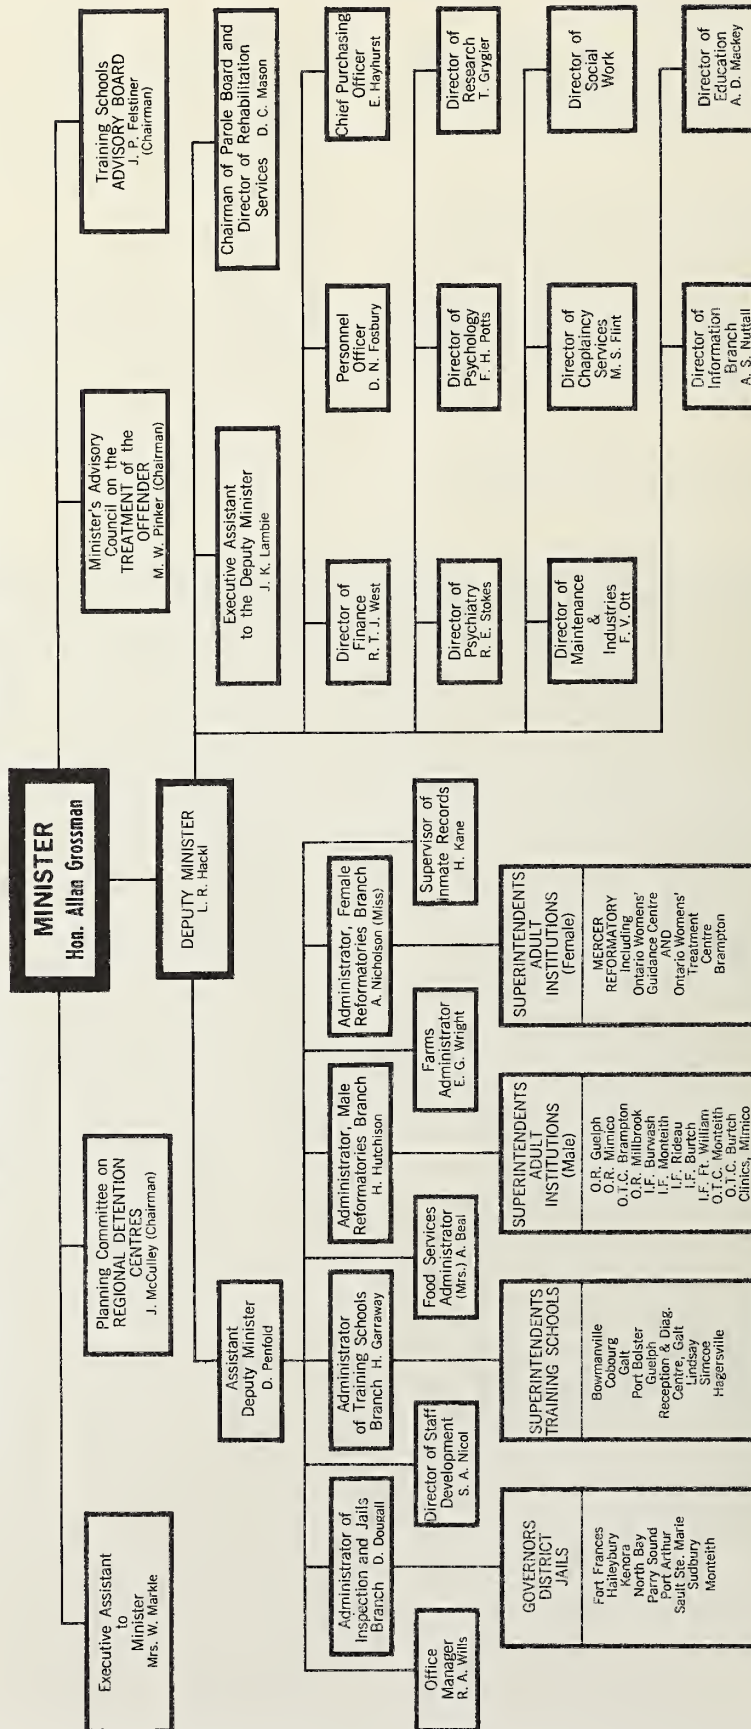 MINISTER
Hon. Allan Grossman
Executive Assistant
to
Minister
Mrs. W. Markle
Planning Committee on
REGIONAL DETENTION
CENTRES
J. McCulley (Chairman)
Minister's Advisory
Council on the
TREATMENT of the
OFFENDER
M. W. Pinker (Chairman)
Training Schools
ADVISORY BOARD
J. P. Felstiner
(Chairman)
DEPUTY MINISTER
L. R. Hackl
Assistant
Deputy Minister
D. Penfold
Executive Assistant
to the Deputy Minister
J. K. Lambie
Chairman of Parole Board and
Director of Rehabilitation
Services D. C. Mason
Administrator of
Inspection and Jails
Branch D. Dougall
Administrator
of Training Schools
Branch H. Garraway
Administrator, Male
Reformatories Branch
H. Hutchison
Administrator, Female
Reformatories Branch
A. Nicholson (Miss)
Director of
Finance
R. T. J. West
Personnel
Officer
D. N. Fosbury
Chief Purchasing
Officer
E. Hayhurst
Office
Manager
R. A. Wills
Director of Staff
Development
S. A. Nicol
Food Services
Administrator
(Mrs.) A. Beal
Farms
Administrator
E. G. Wright
Supervisor of
inmate Records
H. Kane
Director of
Psychiatry
R. E. Stokes
Director of
Psychology
F. H. Potts
Director of
Research
T. Grygier
GOVERNORS
DISTRICT
JAILS
Fort Frances
Haileybury
Kenora
North Bay
Parry Sound
Port Arthur
Sault Ste. Marie
Sudbury
Monteith
SUPERINTENDENTS
TRAINING SCHOOLS
Bowmanville
Cobourg
Galt
Port Bolster
Guelph
Reception & Diag.
Centre, Galt
Lindsay
Simcoe
Hagersville
SUPERINTENDENTS
ADULT
INSTITUTIONS
(Male)
O.R. Guelph
O.R. Mimico
O.T.C. Brampton
O.R. Millbrook
I.F. Burwash
I.F. Monteith
I.F. Rideau
I.F. Burtch
I.F. Ft. William
O.T.C. Monteith
O.T.C. Burtch
Clinics, Mimico
SUPERINTENDENTS
ADULT
INSTITUTIONS
(Female)
MERCER
REFORMATORY
Including
Ontario Womens'
Guidance Centre
AND
Ontario Womens'
Treatment
Centre
Brampton
Director of
Maintenance
&
Industries
F. V. Ott
Director of
Chaplaincy
Services
M. S. Flint
Director of
Social
Work
Director of
Information
Branch
A. S. Nuttall
Director of
Education
A. D. Mackey